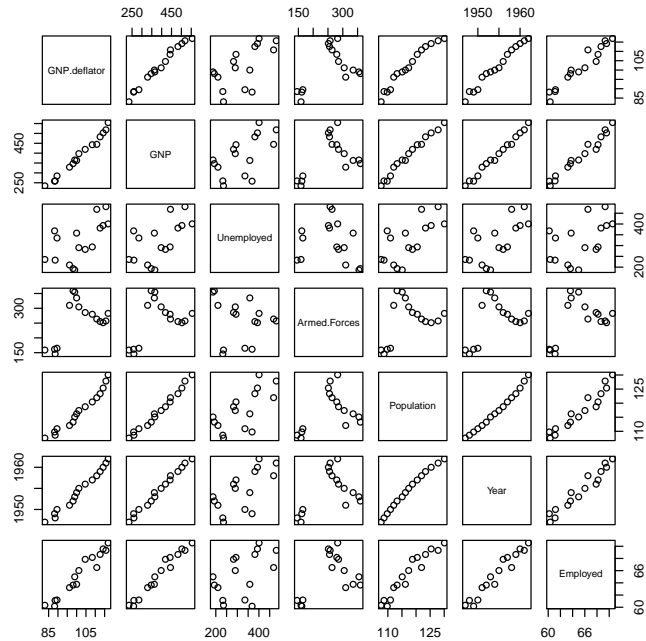 250 450 150 300 1950 1960
GNP.deflator
85 105
GNP
250 450
Unemployed
200 400
Armed.Forces
150 300
Population
110 125
Year
1950 1960
Employed
60 66
85 105 200 400 110 125 60 66